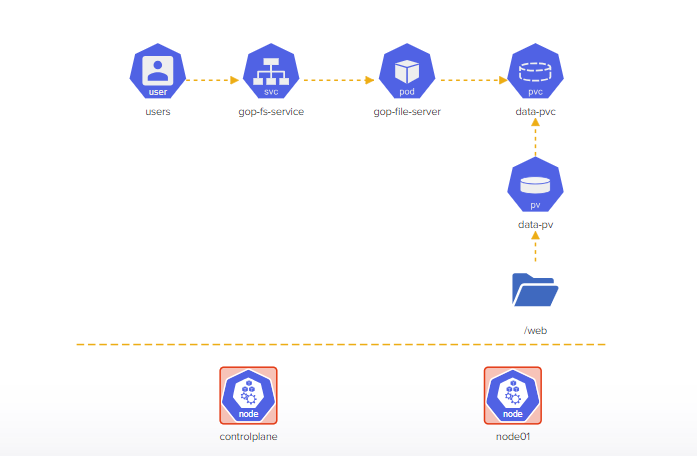 user
svc
pod
pvc
users
gop-fs-service
gop-file-server
data-pvc
pv
data-pv
/web
node
node
controlplane
node01